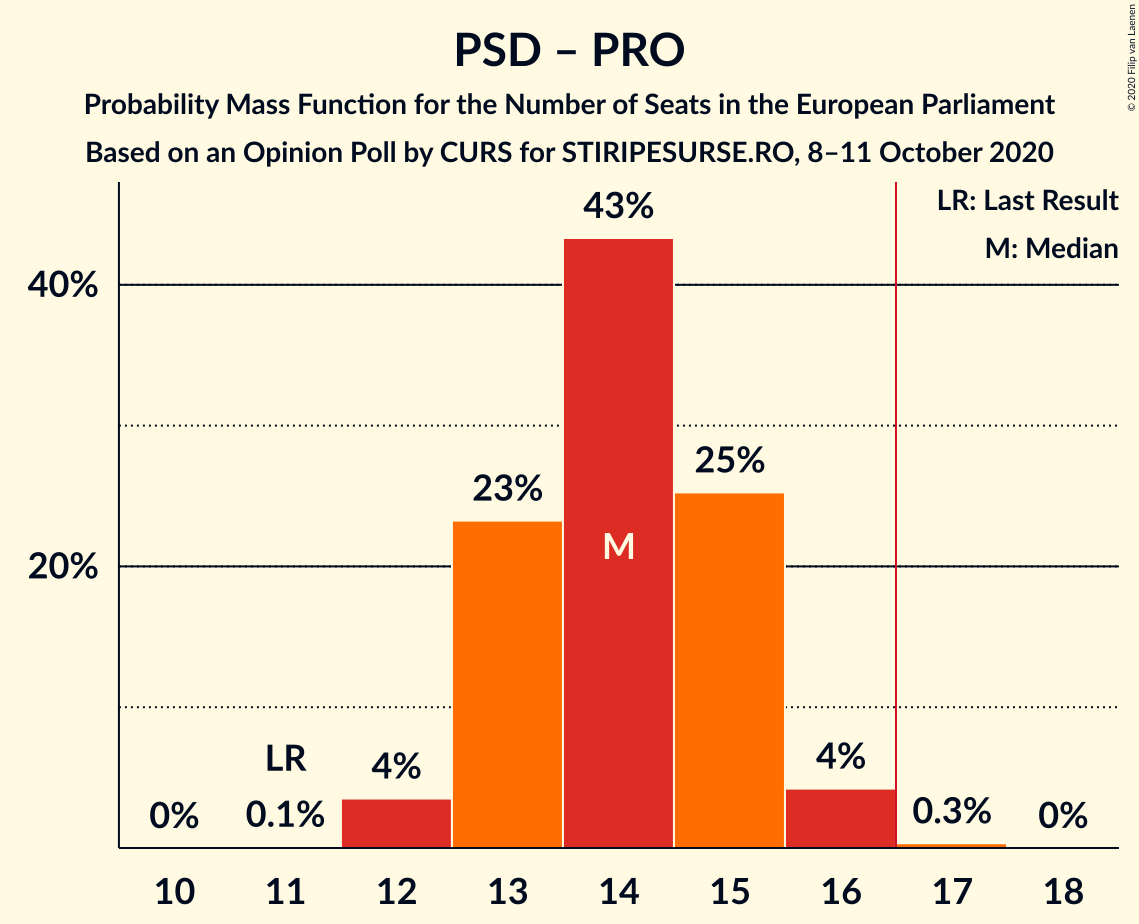 PSD – PRO
Probability Mass Function for the Number of Seats in the European Parliament
Based on an Opinion Poll by CURS for STIRIPESURSE.RO, 8–11 October 2020
© 2020 Filip van Laenen
LR: Last Result
M: Median
40%
20%
0%
LR
0.1%
4%
23%
43%
M
25%
4%
0.3%
0%
10 11 12 13 14 15 16 17 18